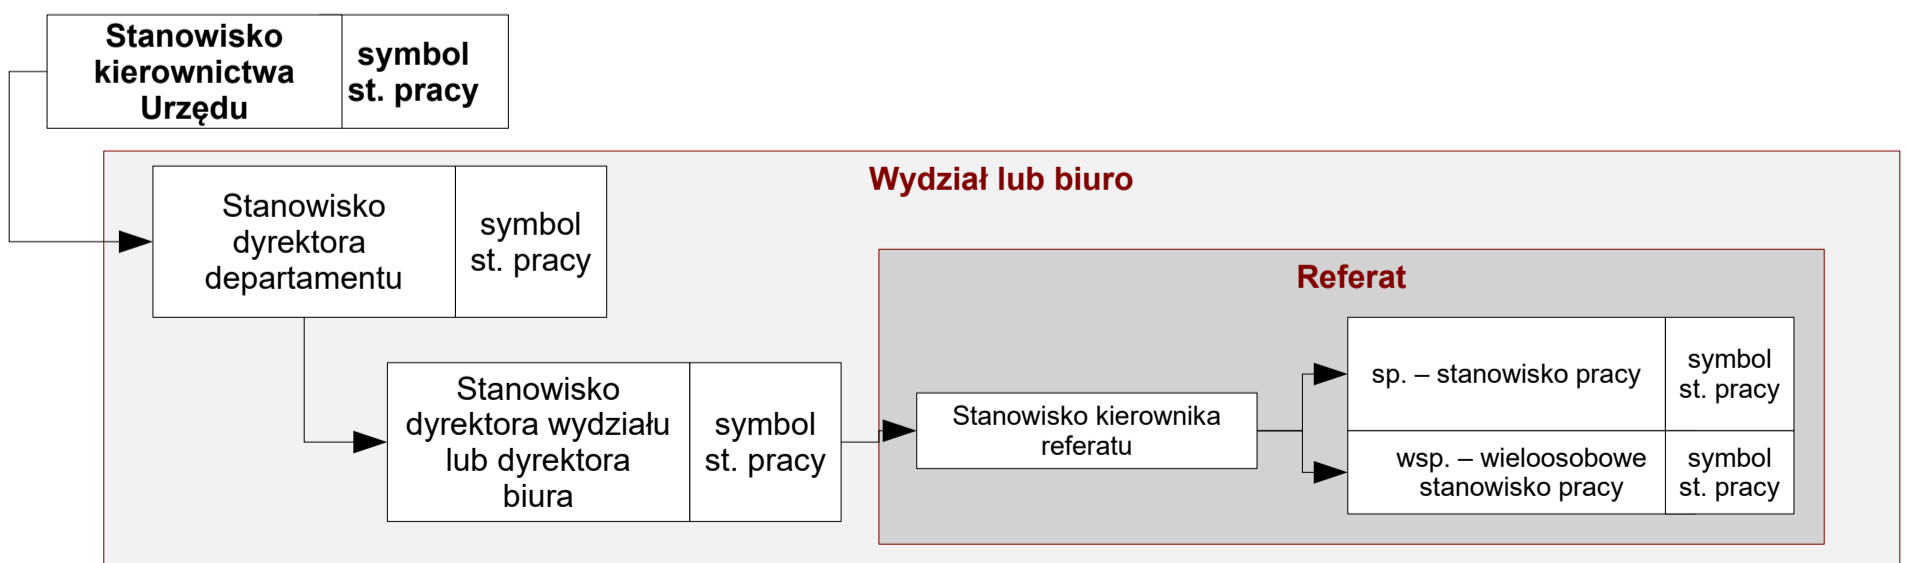 Stanowisko
kierownictwa
Urzędu
symbol
st. pracy
Wydział lub biuro
Stanowisko
dyrektora
departamentu
symbol
st. pracy
Referat
Stanowisko
dyrektora wydziału
lub dyrektora
biura
symbol
st. pracy
Stanowisko kierownika
referatu
sp. – stanowisko pracy
symbol
st. pracy
wsp. – wieloosobowe
stanowisko pracy
symbol
st. pracy